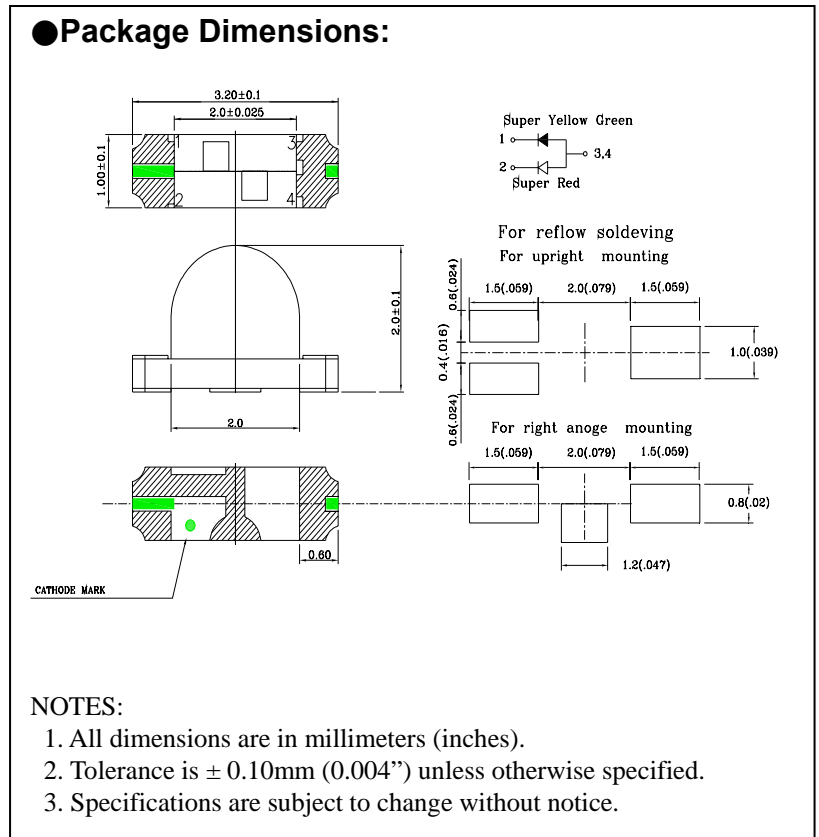 ●Package Dimensions:
3.20±0.1
2.0±0.025
1.00±0.1
1 3
2 4
Super Yellow Green
1
3,4
2
Super Red
2.0±0.1
2.0
For reflow soldeving
For upright mounting
1.5(.059) 2.0(.079) 1.5(.059)
0.6(.024)
0.4(.016)
0.6(.024)
1.0(.039)
For right anoge mounting
1.5(.059) 2.0(.079) 1.5(.059)
0.8(.02)
1.2(.047)
0.60
CATHODE MARK
NOTES:
1. All dimensions are in millimeters (inches).
2. Tolerance is ± 0.10mm (0.004”) unless otherwise specified.
3. Specifications are subject to change without notice.